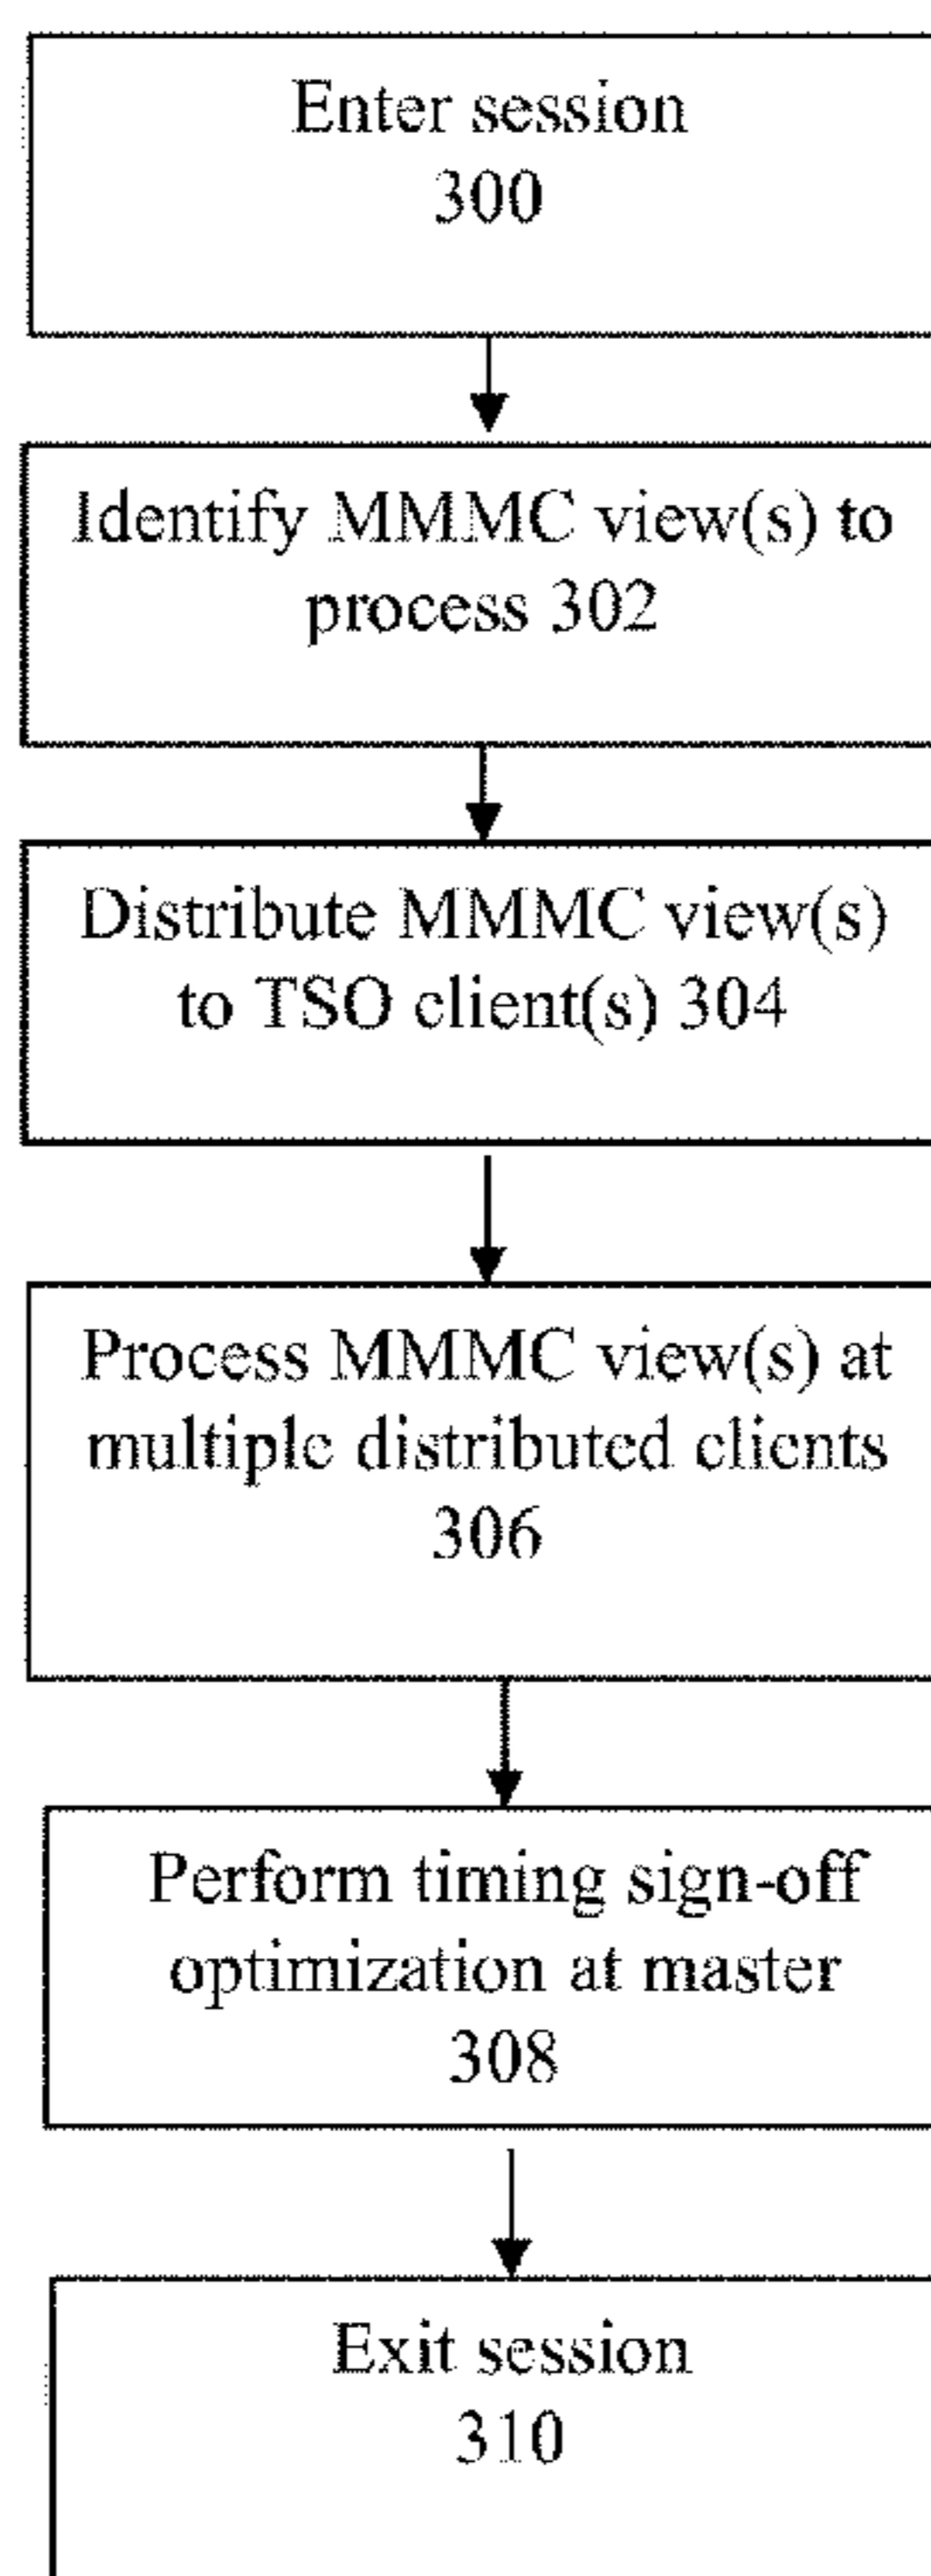 Enter session
300
Identify MMMC view(s) to
process 302
Distribute MMMC view(s)
to TSO client(s) 304
Process MMMC view(s) at
multiple distributed clients
306
Perform timing sign-off
optimization at master
308
Exit session
310